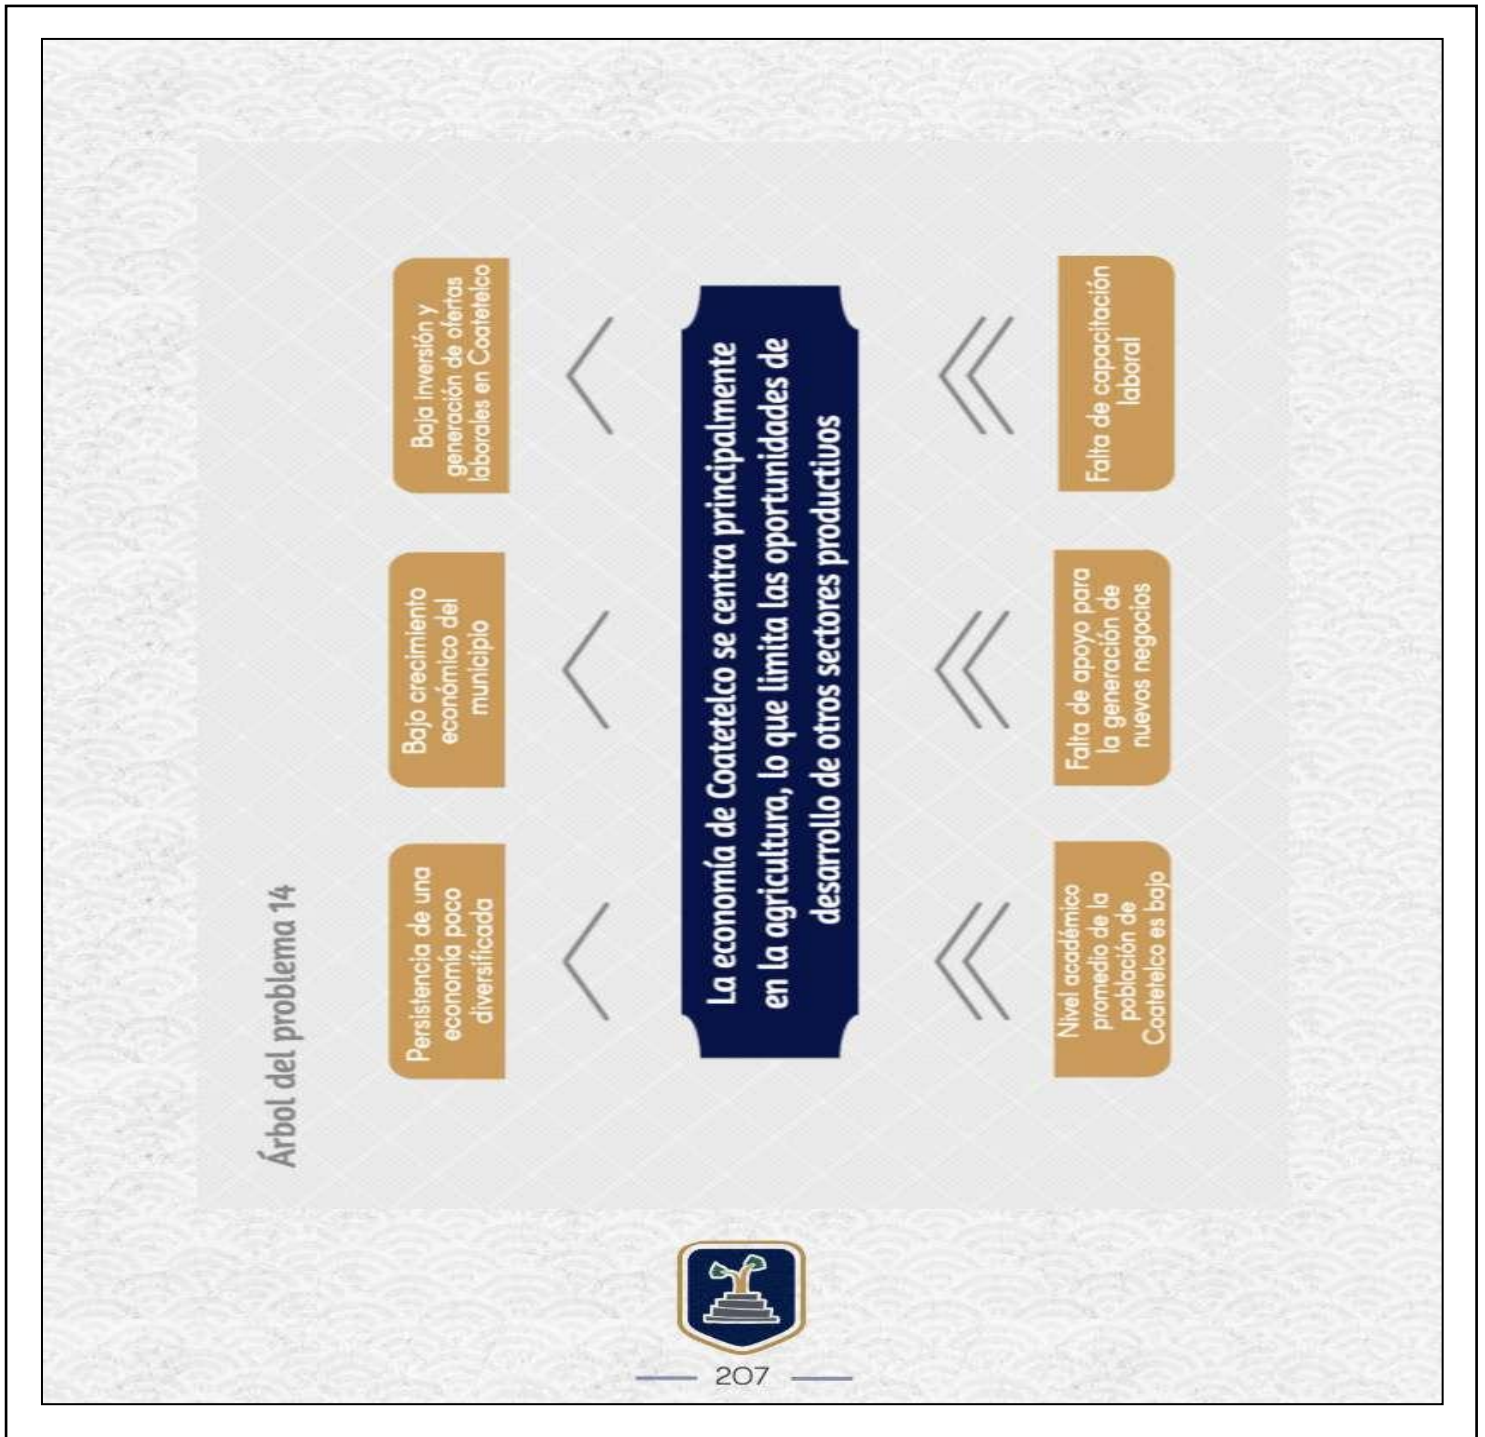 Árbol del problema 14
Persistencia de una
economía poco
diversificada
Bajo crecimiento
económico del
municipio
Baja inversión y
generación de ofertas
laborales en Coatetelco
La economía de Coatetelco se centra principalmente
en la agricultura, lo que limita las oportunidades de
desarrollo de otros sectores productivos
Nivel académico
promedio de la
población de
Coatetelco es bajo
Falta de apoyo para
la generación de
nuevos negocios
Falta de capacitación
laboral
207